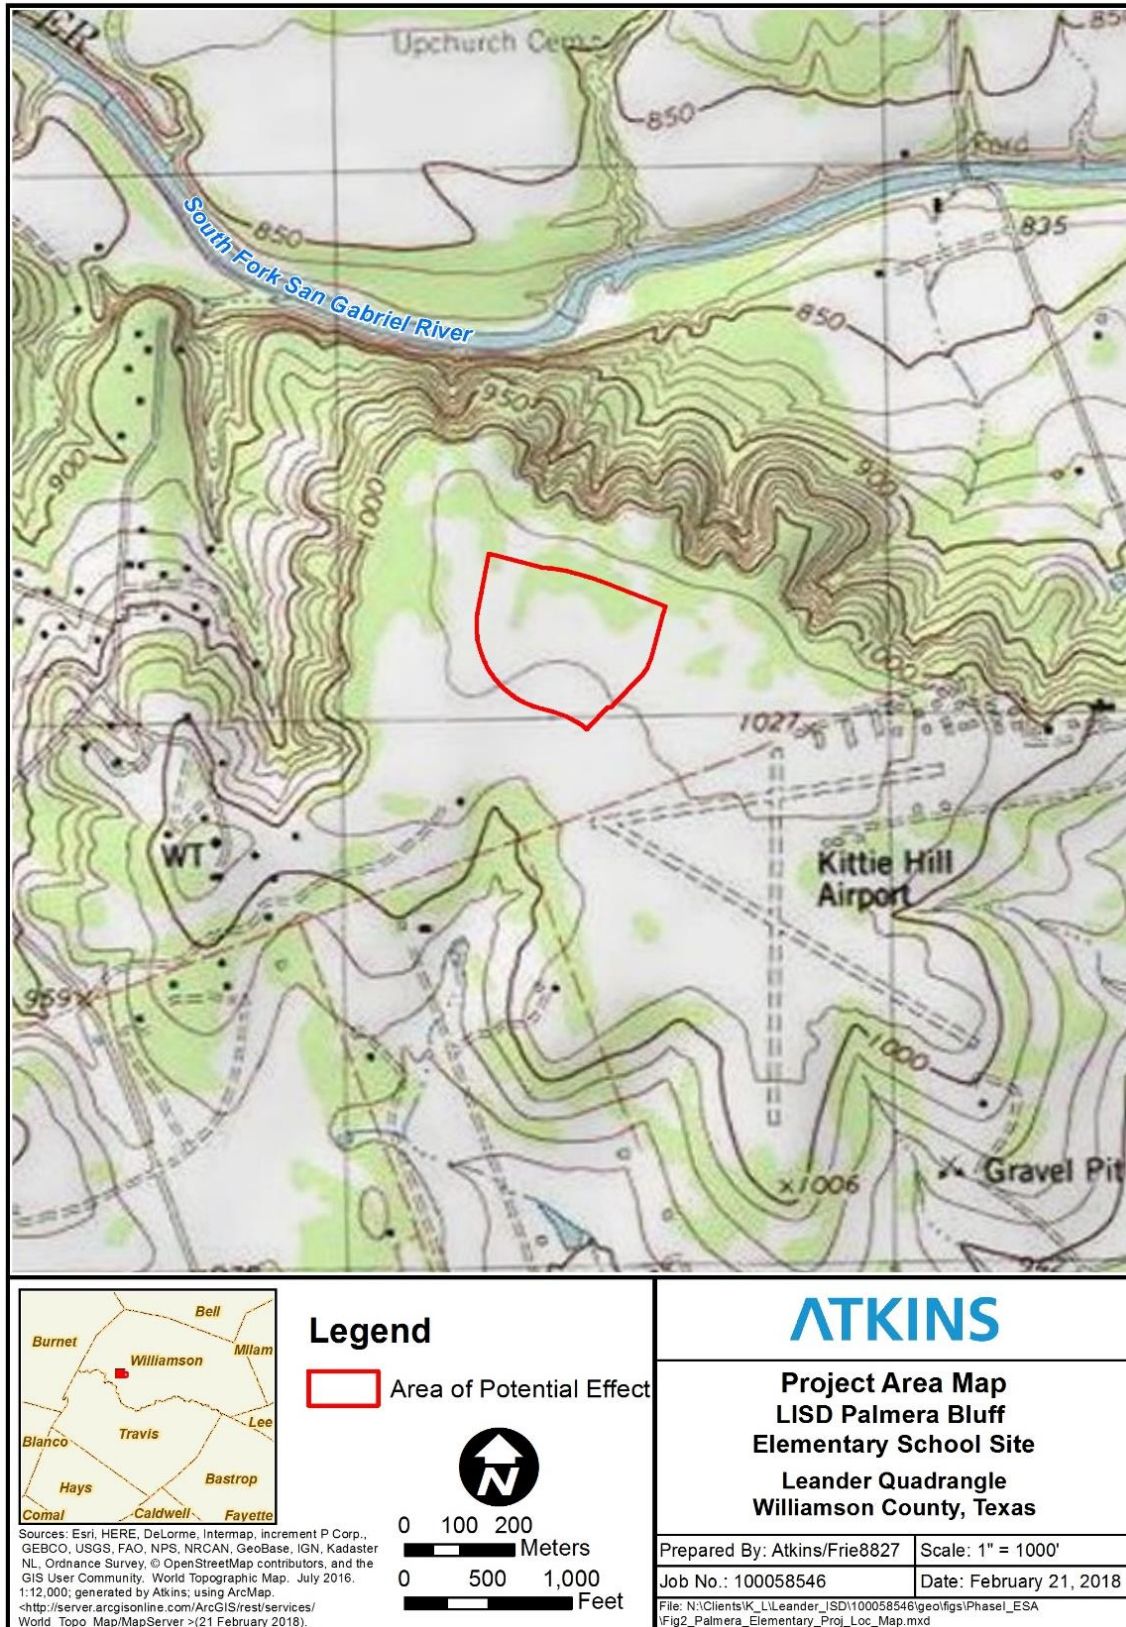 ER
Upchurch Cem
850
850
Ford
835
South Fork San Gabriel River
850
850
950
900
900
1000
1000
1027
WT
Kittie Hill
Airport
959
1000
Gravel Pit
x1006
Legend
Area of Potential Effect
N
0 100 200
Meters
0 500 1,000
Feet
Burnet
Bell
Williamson
Milam
Lee
Blanco
Travis
Hays
Bastrop
Comal
Caldwell
Fayette
Sources: Esri, HERE, DeLorme, Intermap, increment P Corp.,
GEBCO, USGS, FAO, NPS, NRCAN, GeoBase, IGN, Kadaster
NL, Ordnance Survey, © OpenStreetMap contributors, and the
GIS User Community. World Topographic Map. July 2016.
1:12,000; generated by Atkins; using ArcMap.
<http://server.arcgisonline.com/ArcGIS/rest/services/
World_Topo_Map/MapServer >(21 February 2018).
ATKINS
Project Area Map
LISD Palmera Bluff
Elementary School Site
Leander Quadrangle
Williamson County, Texas
Prepared By: Atkins/Frie8827
Scale: 1" = 1000'
Job No.: 100058546
Date: February 21, 2018
File: N:\Clients\K_L\Leander_ISD\100058546\geo\figs\PhaseI_ESA
\Fig2_Palmera_Elementary_Proj_Loc_Map.mxd